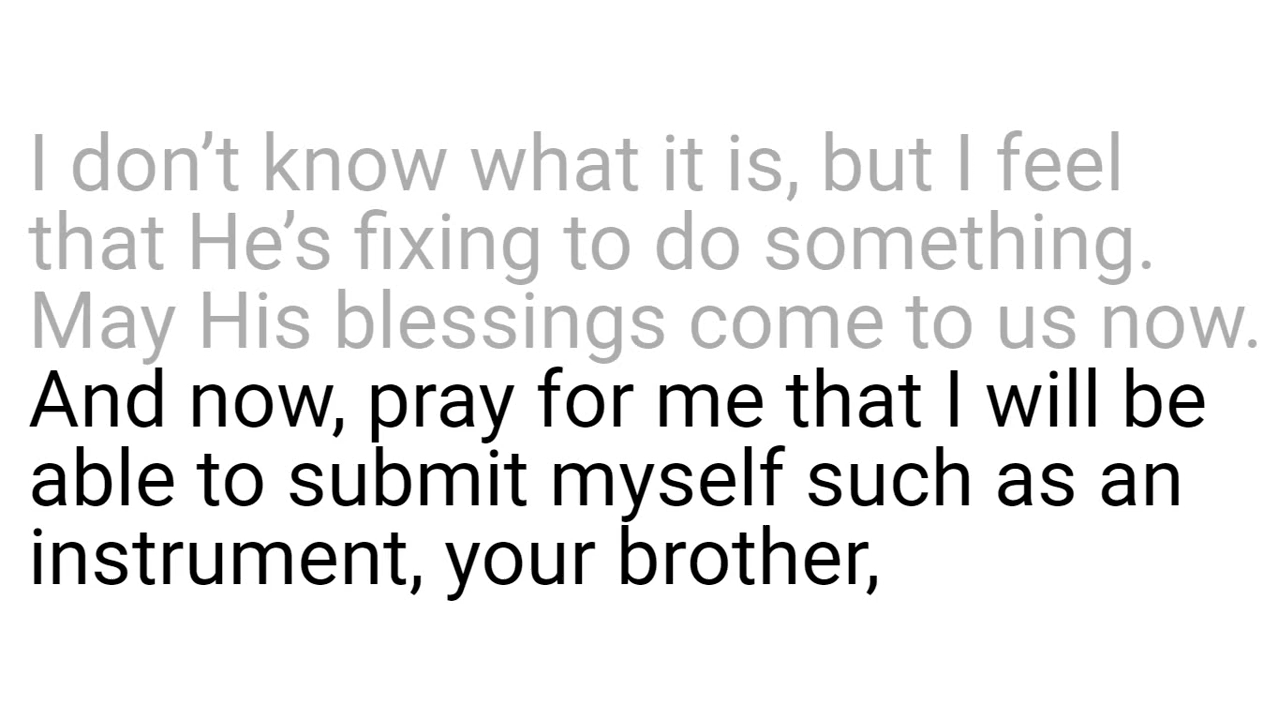 I don’t know what it is, but I feel
that He’s fixing to do something.
May His blessings come to us now.
And now, pray for me that I will be
able to submit myself such as an
instrument, your brother,